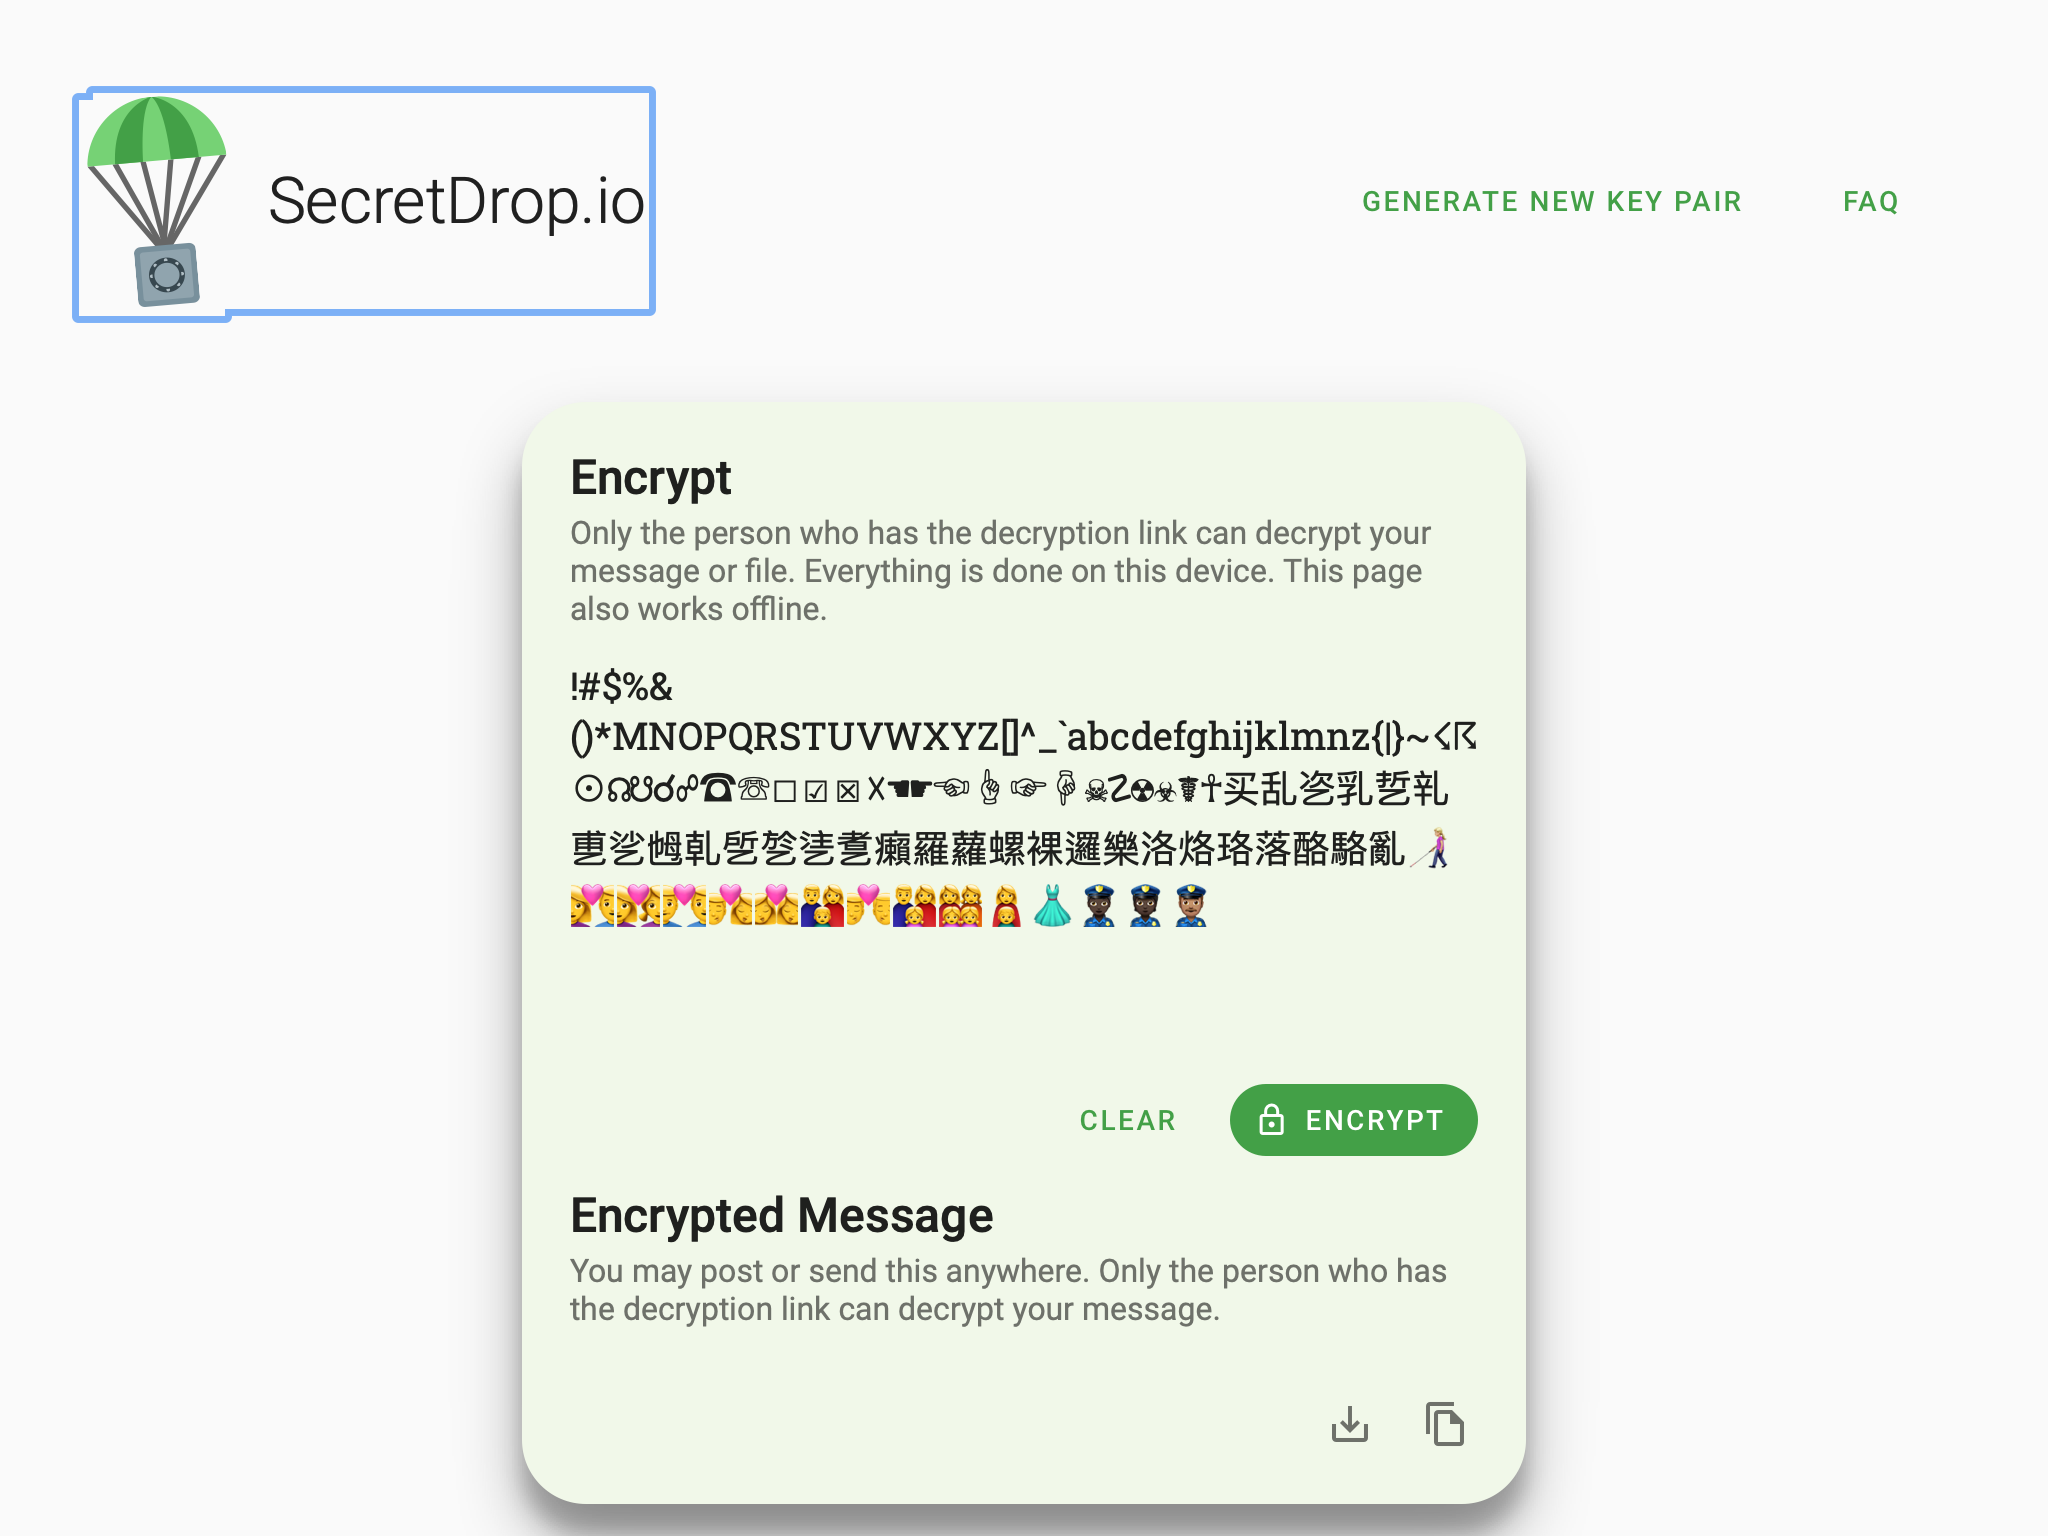 SecretDrop.io
GENERATE NEW KEY PAIR
FAQ
Encrypt
Only the person who has the decryption link can decrypt your
message or file. Everything is done on this device. This page
also works offline.
!#$%&
()*MNOPQRSTUVWXYZ[]^_`abcdefghijklmnz{|}~☇☈
☉☊☋☌☍☎☏☐☑☒☓☚☛☜☝☞☟☠☡☢☣☤☥买乱乲乳乴乵
乶乷乸乹乺乻乼乽癩羅蘿螺裸邏樂洛烙珞落酪駱亂👩🏼‍🦯
CLEAR
ENCRYPT
Encrypted Message
You may post or send this anywhere. Only the person who has
the decryption link can decrypt your message.